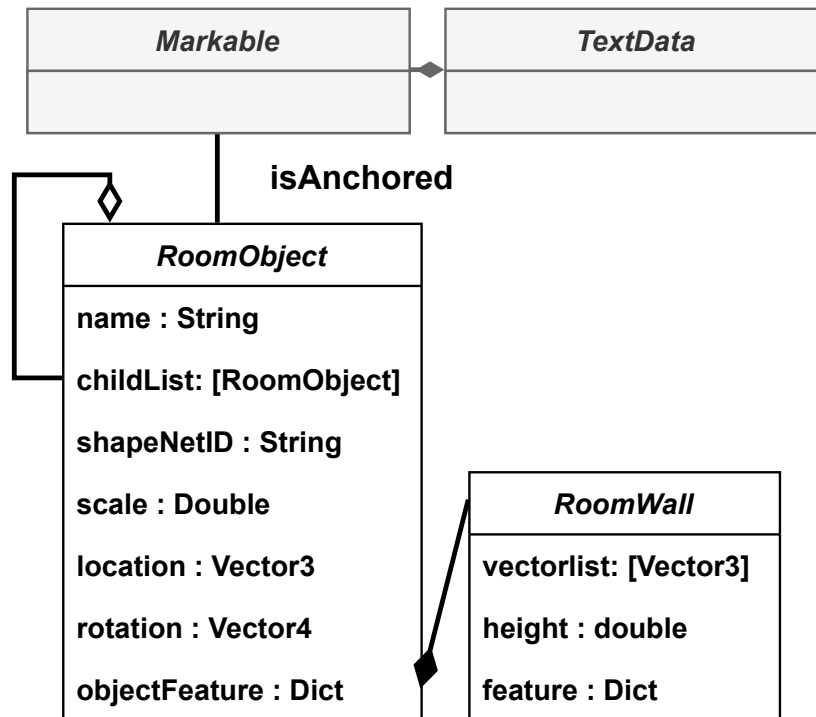 Markable
TextData
isAnchored
RoomObject
name : String
childList: [RoomObject]
shapeNetID : String
scale : Double
location : Vector3
rotation : Vector4
objectFeature : Dict
RoomWall
vectorlist: [Vector3]
height : double
feature : Dict